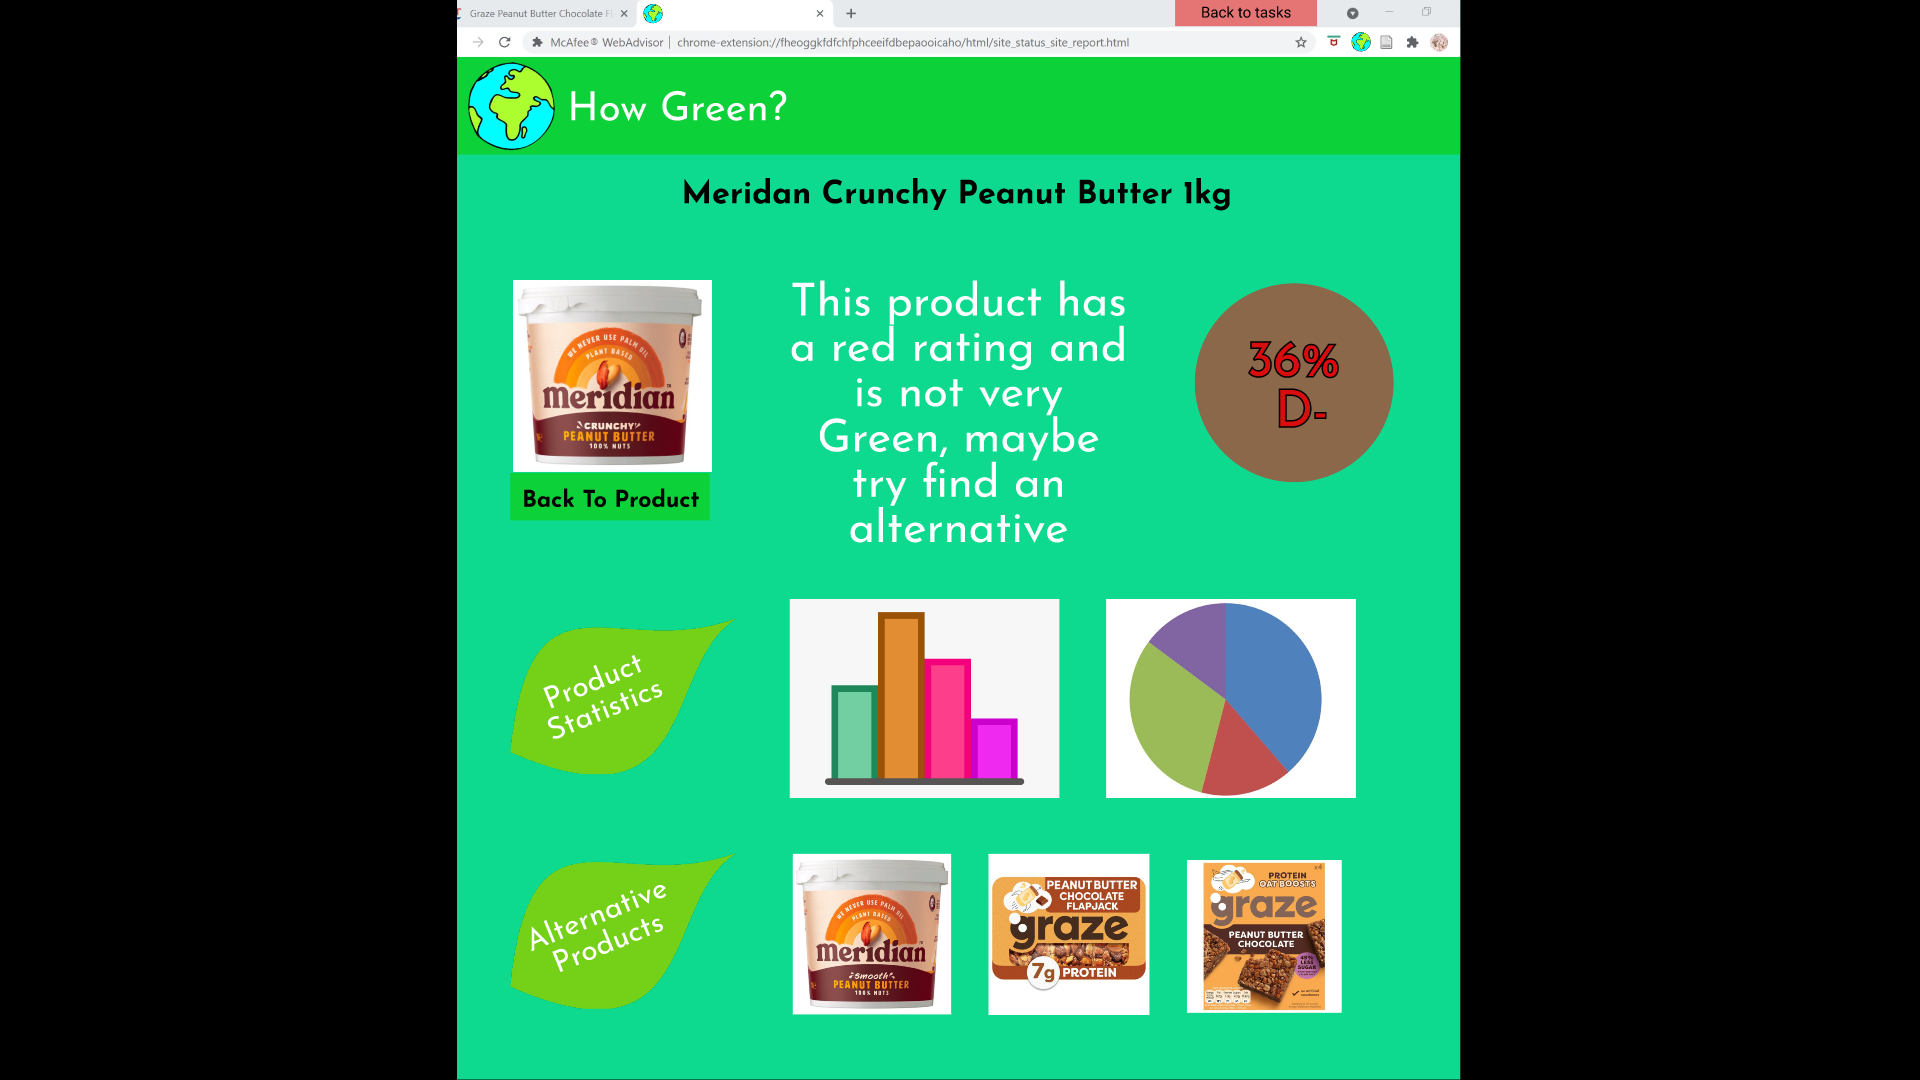 Graze Peanut Butter Chocolate F
Back to tasks
McAfee® WebAdvisor | chrome-extension://fheoggkfdfchfphceeifdbepaooicaho/html/site_status_site_report.html
How Green?
Meridan Crunchy Peanut Butter 1kg
WE NEVER USE PALM OIL
PLANT BASED
meridian
CRUNCHY
PEANUT BUTTER
100% NUTS
Back To Product
This product has
a red rating and
is not very
Green, maybe
try find an
alternative
36%
D-
Product
Statistics
Alternative
Products
WE NEVER USE PALM OIL
PLANT BASED
meridian
smooth
PEANUT BUTTER
100% NUTS
PEANUT BUTTER
CHOCOLATE
FLAPJACK
graze
7g PROTEIN
x4
PROTEIN
OAT BOOSTS
graze
PEANUT BUTTER
CHOCOLATE
LESS
SUGAR